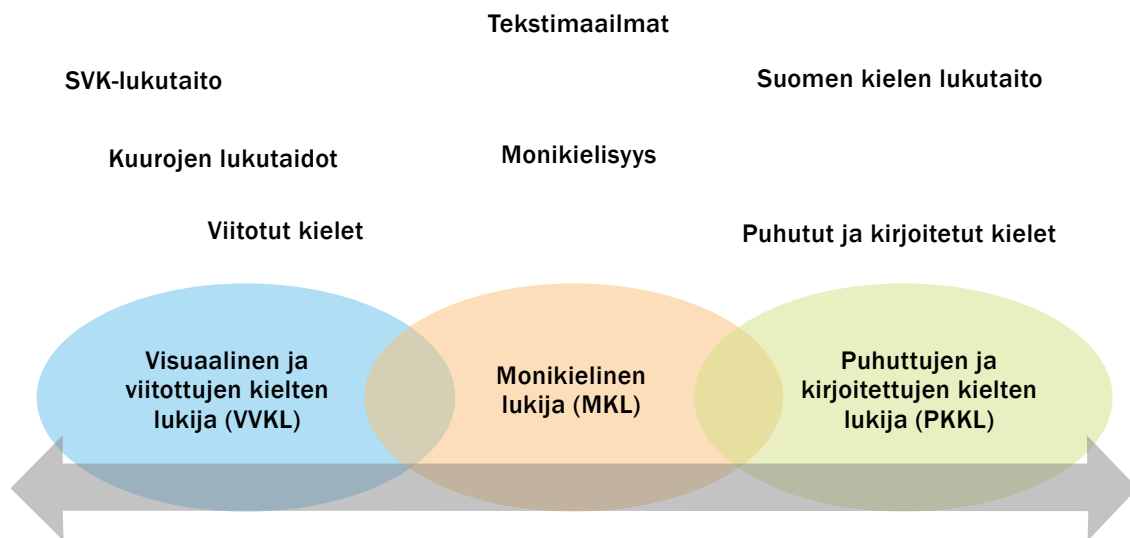 Tekstimaailmat
SVK-lukutaito
Suomen kielen lukutaito
Kuurojen lukutaidot
Monikielisyys
Viitotut kielet
Puhutut ja kirjoitetut kielet
Visuaalinen ja
viitottujen kielten
lukija (VVKL)
Monikielinen
lukija (MKL)
Puhuttujen ja
kirjoitettujen kielten
lukija (PKKL)